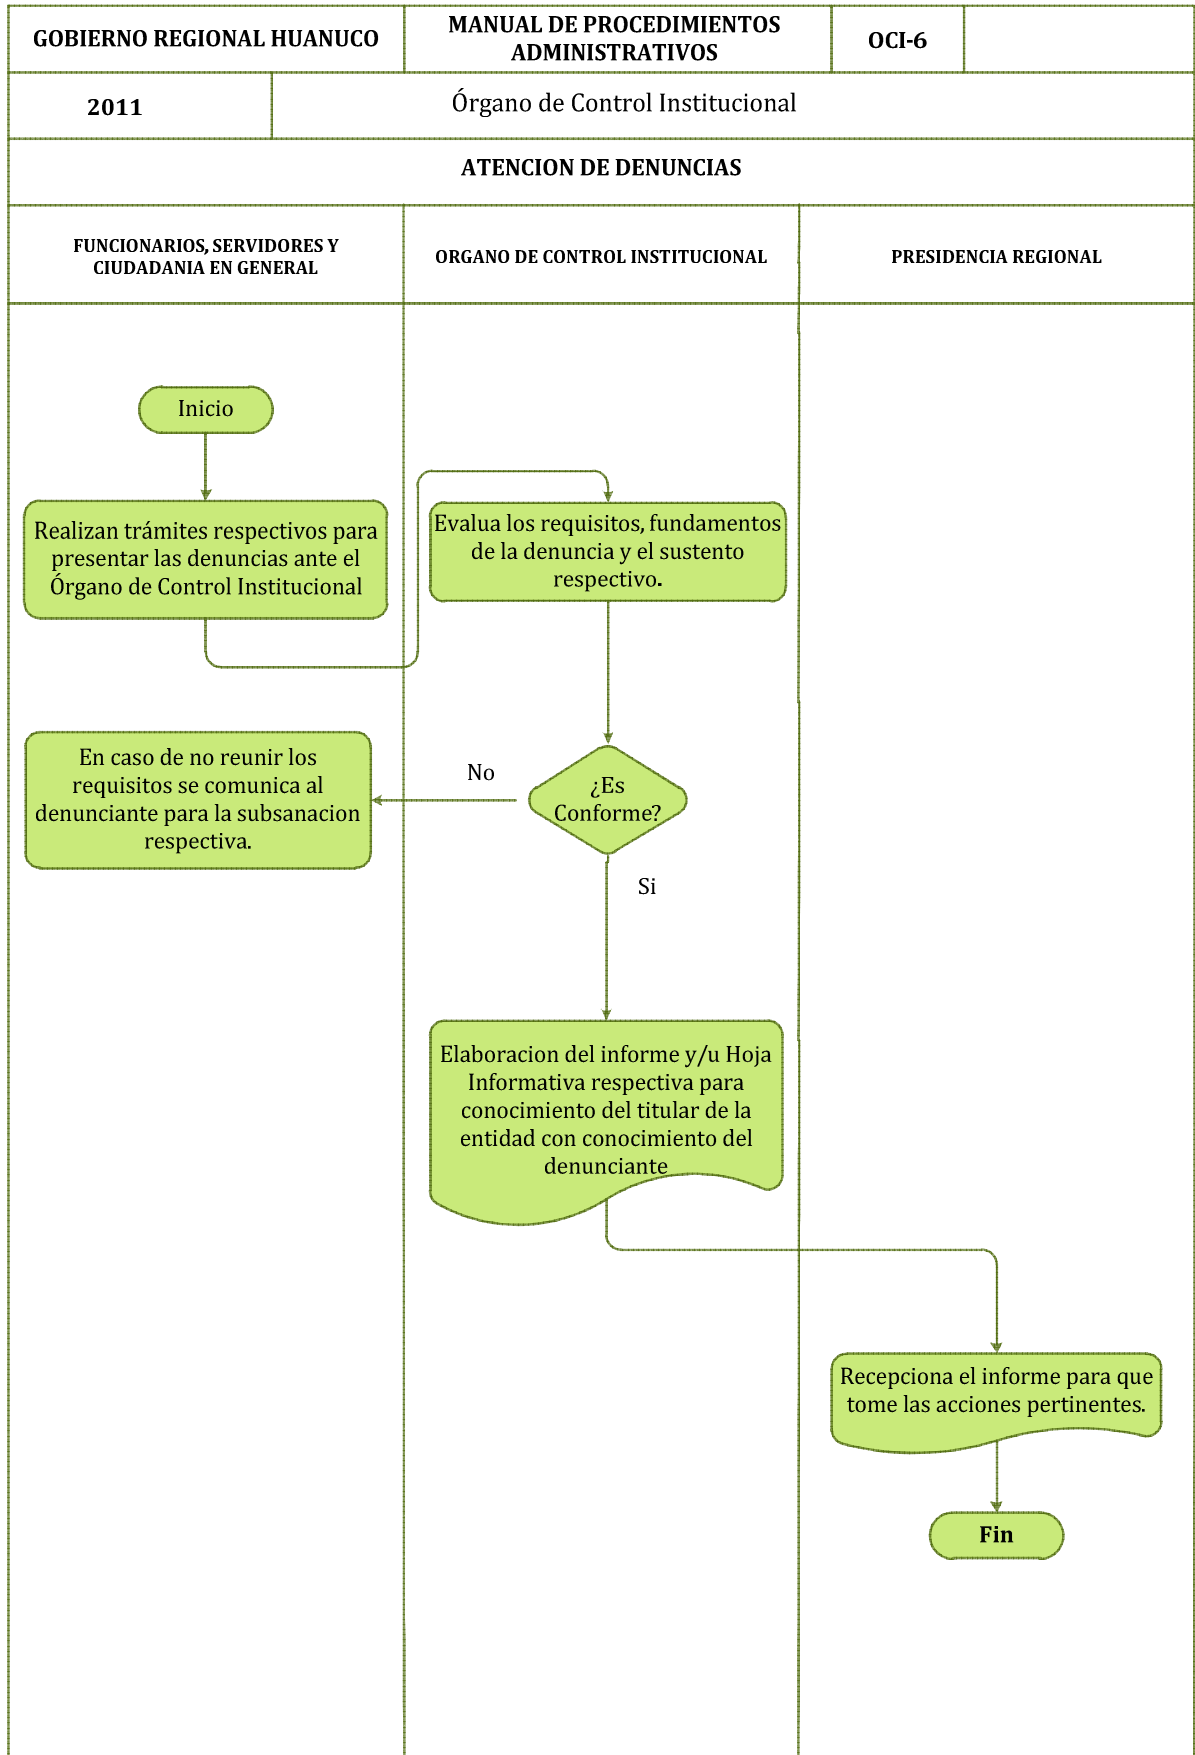 GOBIERNO REGIONAL HUANUCO
MANUAL DE PROCEDIMIENTOS
ADMINISTRATIVOS
OCI-6
2011
Órgano de Control Institucional
ATENCION DE DENUNCIAS
FUNCIONARIOS, SERVIDORES Y
CIUDADANIA EN GENERAL
ORGANO DE CONTROL INSTITUCIONAL
PRESIDENCIA REGIONAL
Inicio
Realizan trámites respectivos para
presentar las denuncias ante el
Órgano de Control Institucional
Evalua los requisitos, fundamentos
de la denuncia y el sustento
respectivo.
¿Es
Conforme?
No
En caso de no reunir los
requisitos se comunica al
denunciante para la subsanacion
respectiva.
Si
Elaboracion del informe y/u Hoja
Informativa respectiva para
conocimiento del titular de la
entidad con conocimiento del
denunciante
Recepciona el informe para que
tome las acciones pertinentes.
Fin